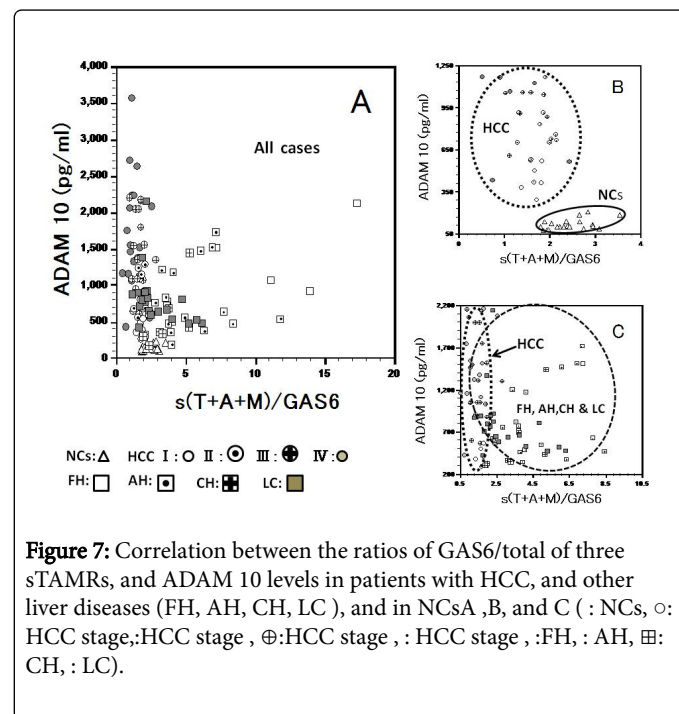 4,000
3,500
3,000
2,500
2,000
1,500
1,000
500
0
ADAM 10 (pg/ml)
A
All cases
0 5 10 15 20
s(T+A+M)/GAS6
NCs: △ HCC I : ○ II : ⊙ III : ⊕ IV :
FH: □ AH: ⊡ CH: ⊞ LC: ■
1,250
950
650
350
50
ADAM 10 (pg/ml)
B
HCC
NCs
0 1 2 3 4
s(T+A+M)/GAS6
2,200
1,700
1,200
700
200
ADAM 10 (pg/ml)
C
HCC
FH, AH,CH & LC
0.5 2.5 4.5 6.5 8.5 10.5
s(T+A+M)/GAS6
Figure 7: Correlation between the ratios of GAS6/total of three
sTAMRs, and ADAM 10 levels in patients with HCC, and other
liver diseases (FH, AH, CH, LC ), and in NCsA ,B, and C ( : NCs, ○:
HCC stage,:HCC stage , ⊕:HCC stage , : HCC stage , :FH, : AH, ⊞:
CH, : LC).